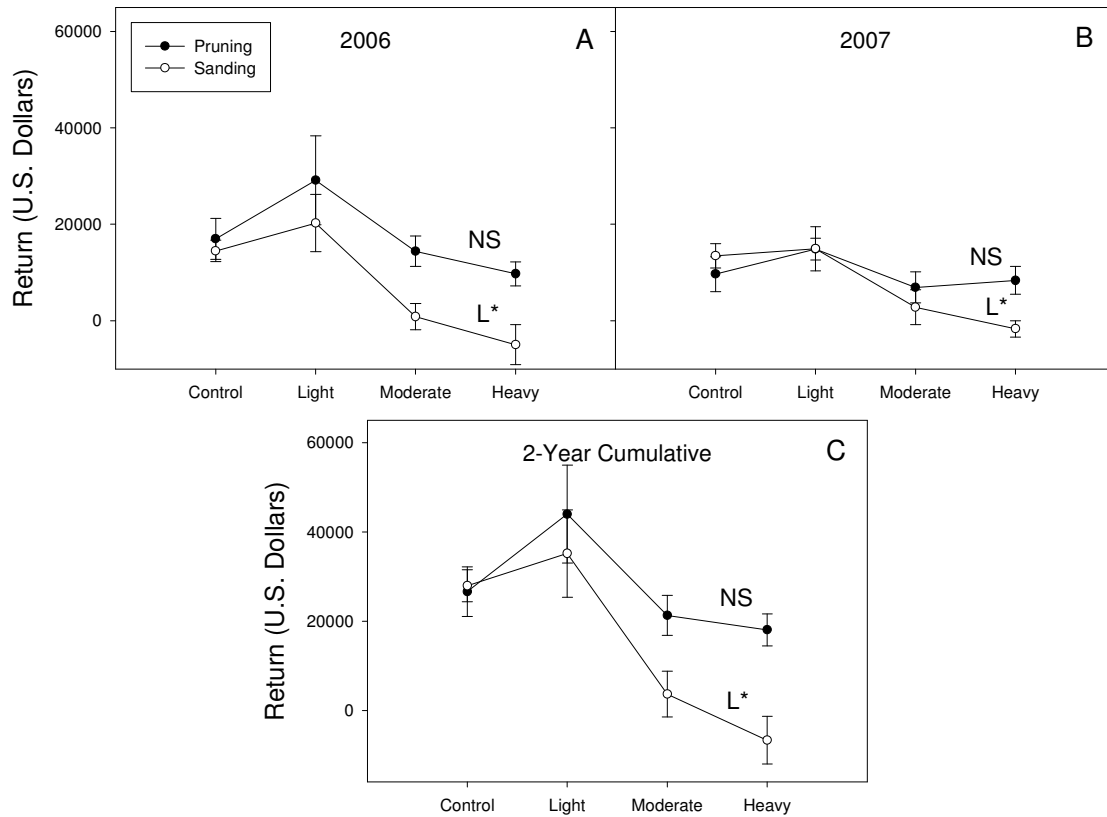 2006
A
Pruning
Sanding
60000
40000
20000
0
Return (U.S. Dollars)
NS
L*
Control
Light
Moderate
Heavy
2007
B
NS
L*
Control
Light
Moderate
Heavy
2-Year Cumulative
C
60000
40000
20000
0
Return (U.S. Dollars)
NS
L*
Control
Light
Moderate
Heavy